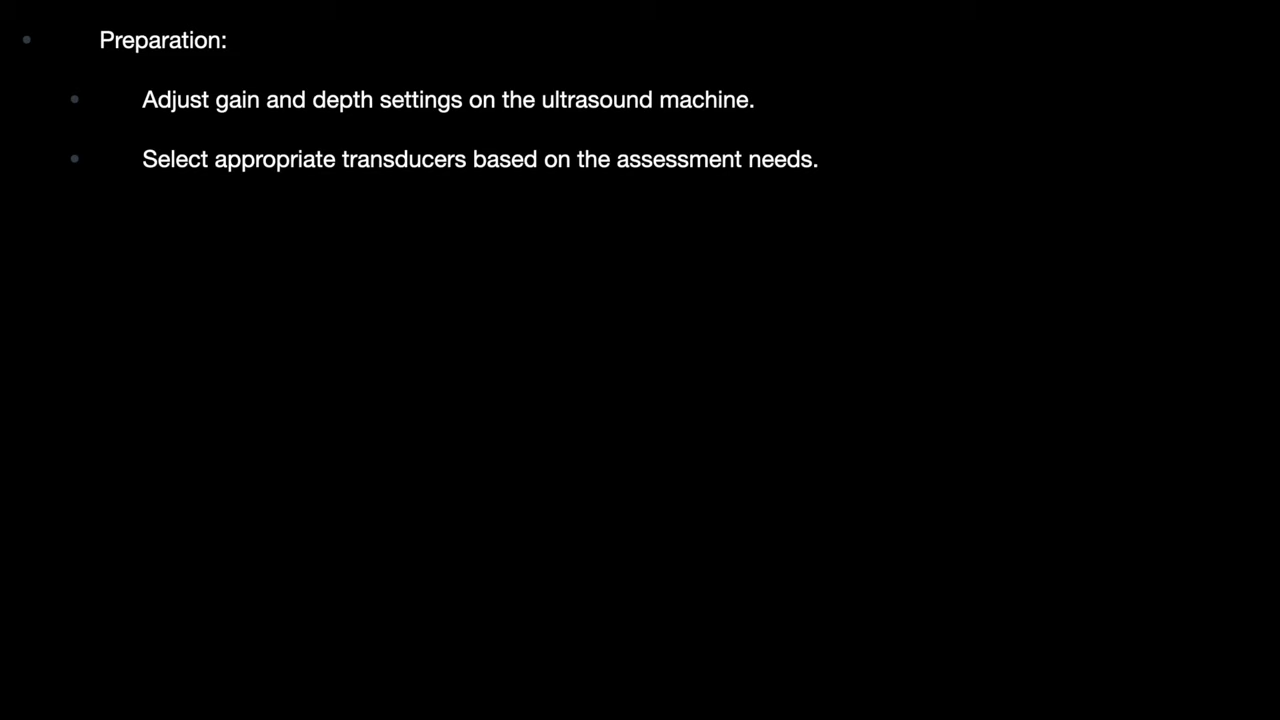 Preparation:
Adjust gain and depth settings on the ultrasound machine.
Select appropriate transducers based on the assessment needs.